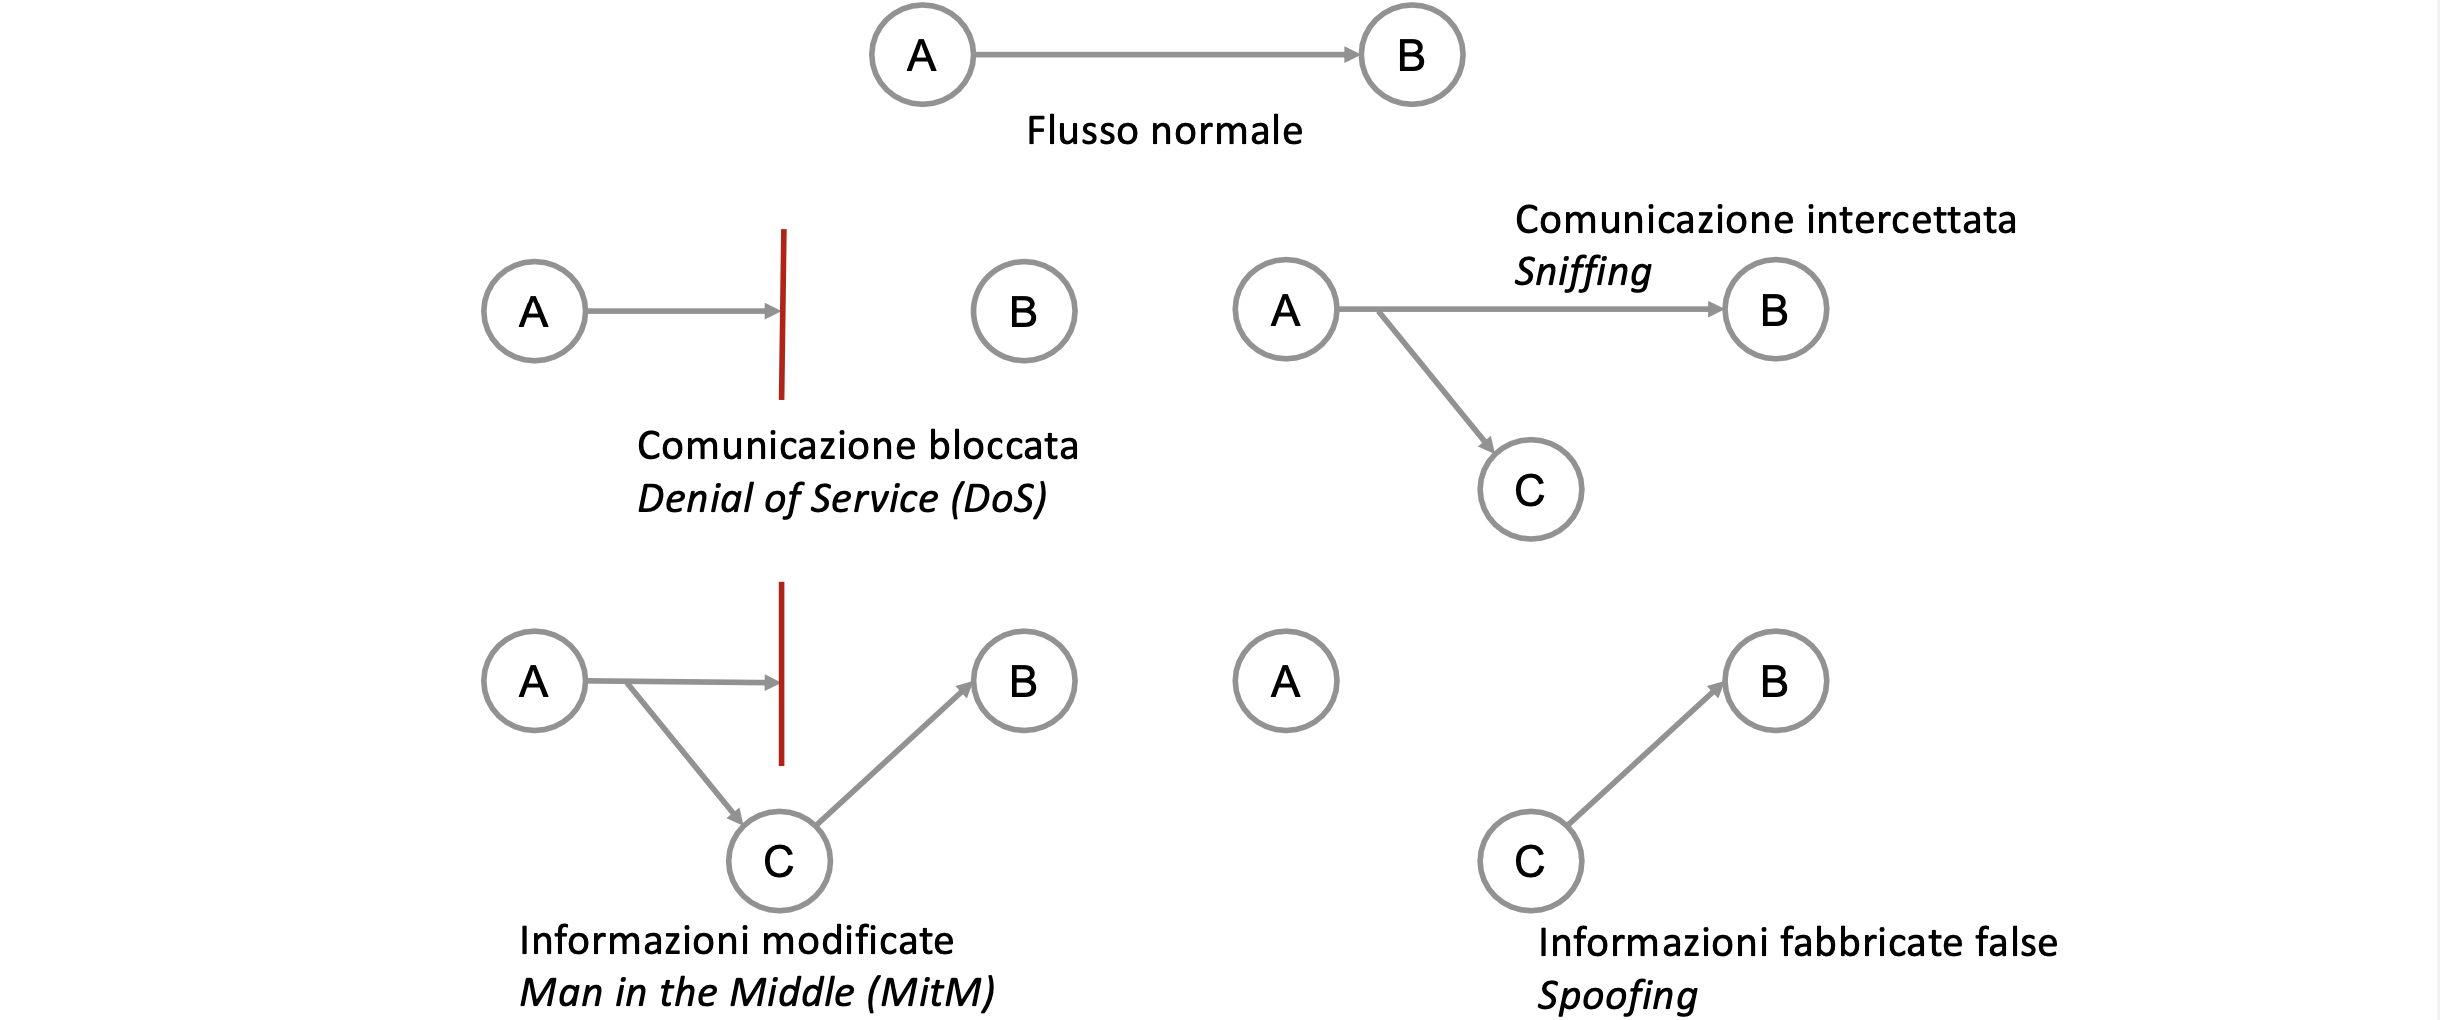 A
B
Flusso normale
A
B
Comunicazione bloccata
Denial of Service (DoS)
Comunicazione intercettata
Sniffing
A
B
C
A
B
C
Informazioni modificate
Man in the Middle (MitM)
A
B
C
Informazioni fabbricate false
Spoofing